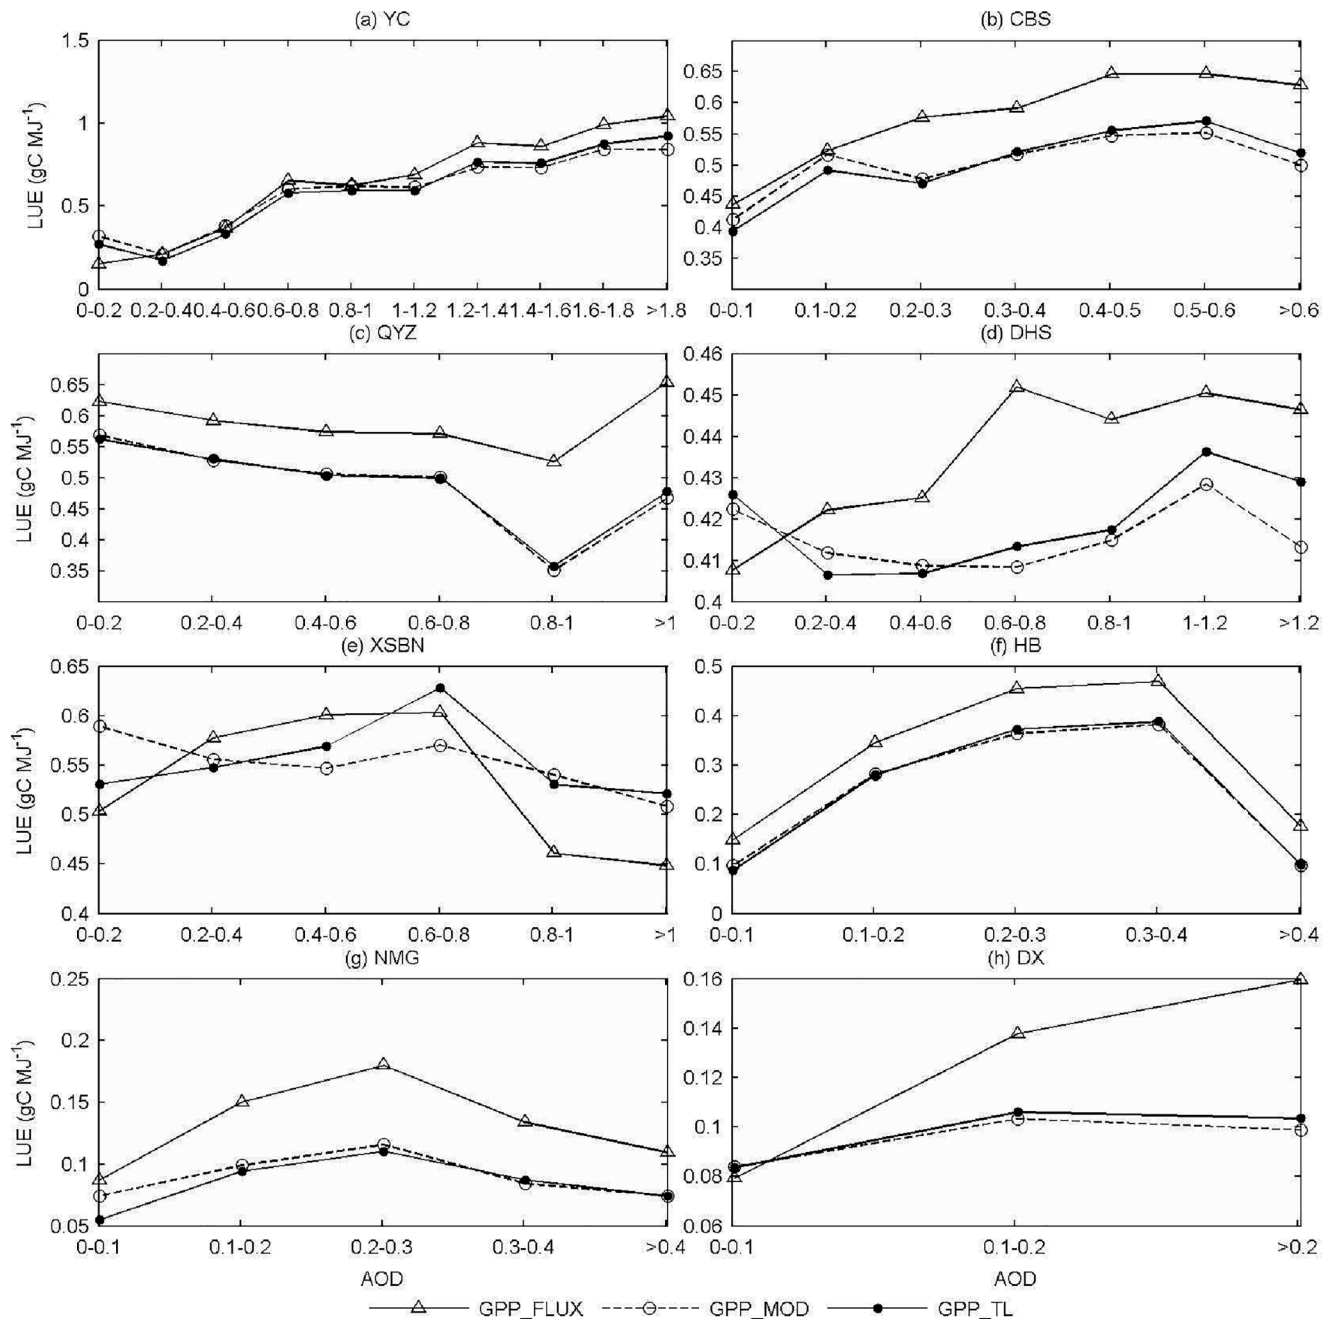 (a) YC
(b) CBS
1.5
1
0.5
0
LUE (gC MJ-1)
0-0.2 0.2-0.4 0.4-0.6 0.6-0.8 0.8-1 1-1.2 1.2-1.4 1.4-1.6 1.6-1.8 >1.8
0.65
0.6
0.55
0.5
0.45
0.4
0.35
0-0.1 0.1-0.2 0.2-0.3 0.3-0.4 0.4-0.5 0.5-0.6 >0.6
(c) QYZ
(d) DHS
0.65
0.6
0.55
0.5
0.45
0.4
0.35
LUE (gC MJ-1)
0-0.2 0.2-0.4 0.4-0.6 0.6-0.8 0.8-1 >1
0.46
0.45
0.44
0.43
0.42
0.41
0.4
0-0.2 0.2-0.4 0.4-0.6 0.6-0.8 0.8-1 1-1.2 >1.2
(e) XSBN
(f) HB
0.65
0.6
0.55
0.5
0.45
0.4
LUE (gC MJ-1)
0-0.2 0.2-0.4 0.4-0.6 0.6-0.8 0.8-1 >1
0.5
0.4
0.3
0.2
0.1
0
0-0.1 0.1-0.2 0.2-0.3 0.3-0.4 >0.4
(g) NMG
(h) DX
0.25
0.2
0.15
0.1
0.05
LUE (gC MJ-1)
0-0.1 0.1-0.2 0.2-0.3 0.3-0.4 >0.4
AOD
0.16
0.14
0.12
0.1
0.08
0.06
0-0.1 0.1-0.2 >0.2
AOD
GPP_FLUX GPP_MOD GPP_TL